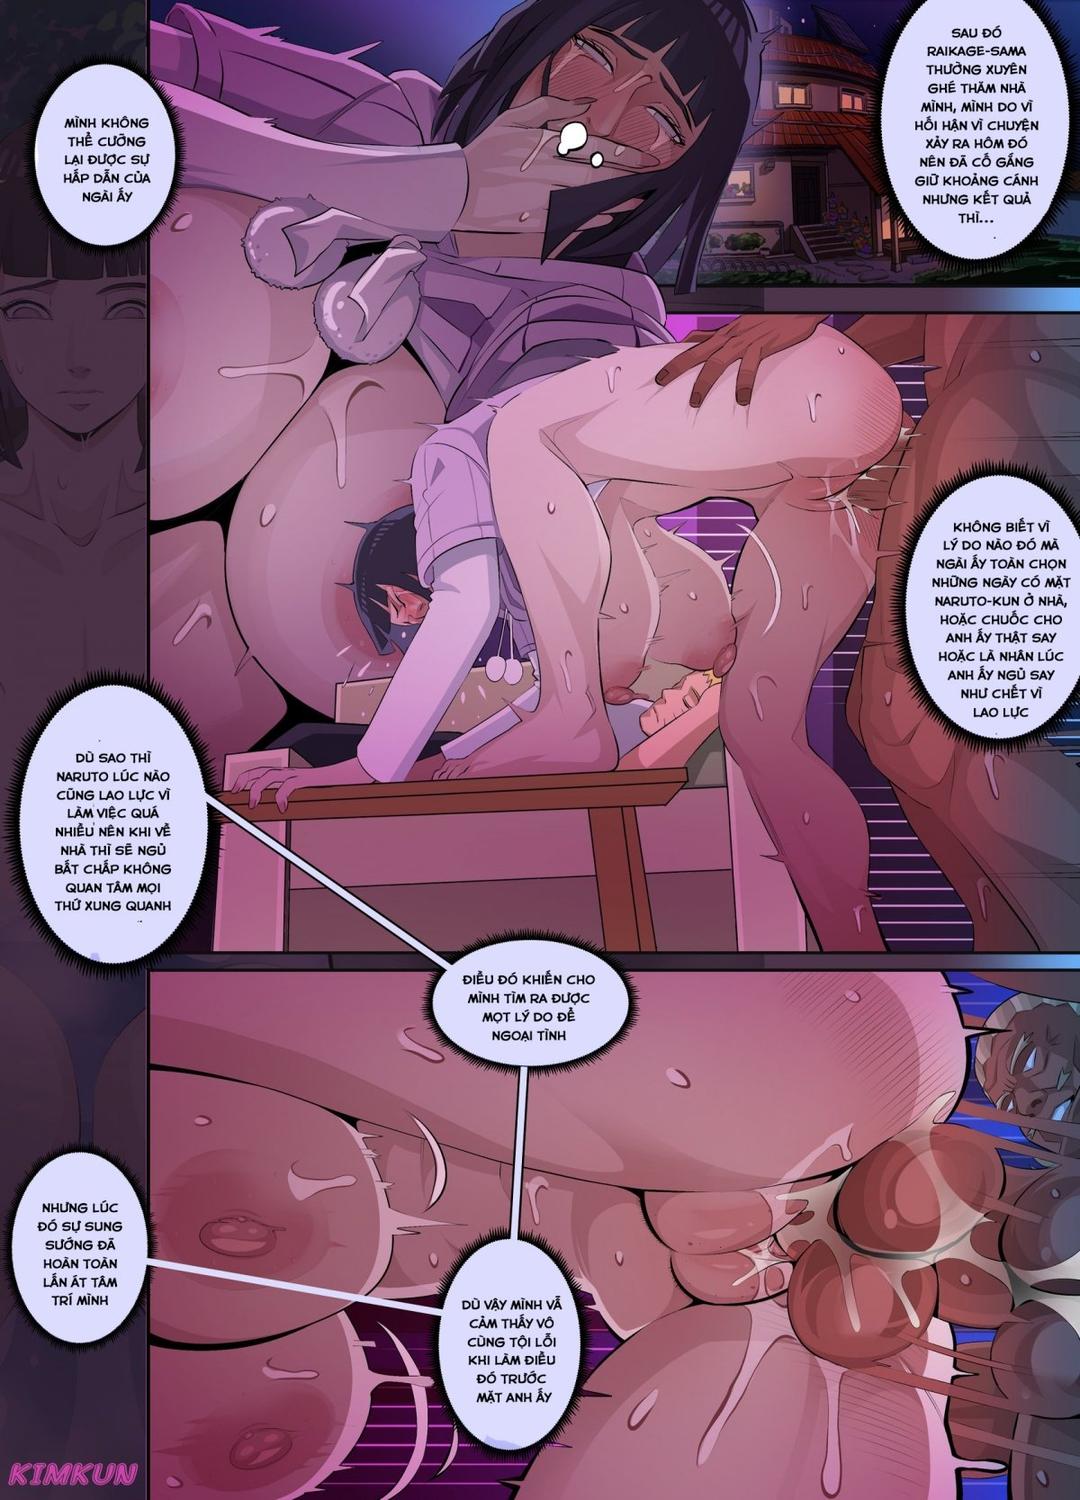 SAU ĐÓ
RAIKAGE-SAMA
THƯỜNG XUYÊN
GHÉ THĂM NHÀ
MÌNH, MÌNH DO VÌ
HỐI HẬN VÌ CHUYỆN
XẢY RA HÔM ĐÓ
NÊN ĐÃ CỐ GẮNG
GIỮ KHOẢNG CÁNH
NHƯNG KẾT QUẢ
THÌ...
MÌNH KHÔNG
THỂ CƯỠNG
LẠI ĐƯỢC SỰ
HẤP DẪN CỦA
NGÀI ẤY
KHÔNG BIẾT VÌ
LÝ DO NÀO ĐÓ MÀ
NGÀI ẤY TOÀN CHỌN
NHỮNG NGÀY CÓ MẶT
NARUTO-KUN Ở NHÀ,
HOẶC CHUỐC CHO
ANH ẤY THẬT SAY
HOẶC LÀ NHÂN LÚC
ANH ẤY NGỦ SAY
NHƯ CHẾT VÌ
LAO LỰC
DÙ SAO THÌ
NARUTO LÚC NÀO
CŨNG LAO LỰC VÌ
LÀM VIỆC QUÁ
NHIỀU NÊN KHI VỀ
NHÀ THÌ SẼ NGỦ
BẤT CHẤP KHÔNG
QUAN TÂM MỌI
THỨ XUNG QUANH
ĐIỀU ĐÓ KHIẾN CHO
MÌNH TÌM RA ĐƯỢC
MỌT LÝ DO ĐỂ
NGOẠI TÌNH
DÙ VẬY MÌNH VẪ
CẢM THẤY VÔ
CÙNG TỘI LỖI
KHI LÀM ĐIỀU
ĐÓ TRƯỚC
MẶT ANH ẤY
NHƯNG LÚC
ĐÓ SỰ SUNG
SƯỚNG ĐÃ
HOÀN TOÀN
LẤN ÁT TÂM
TRÍ MÌNH
KIMKUN